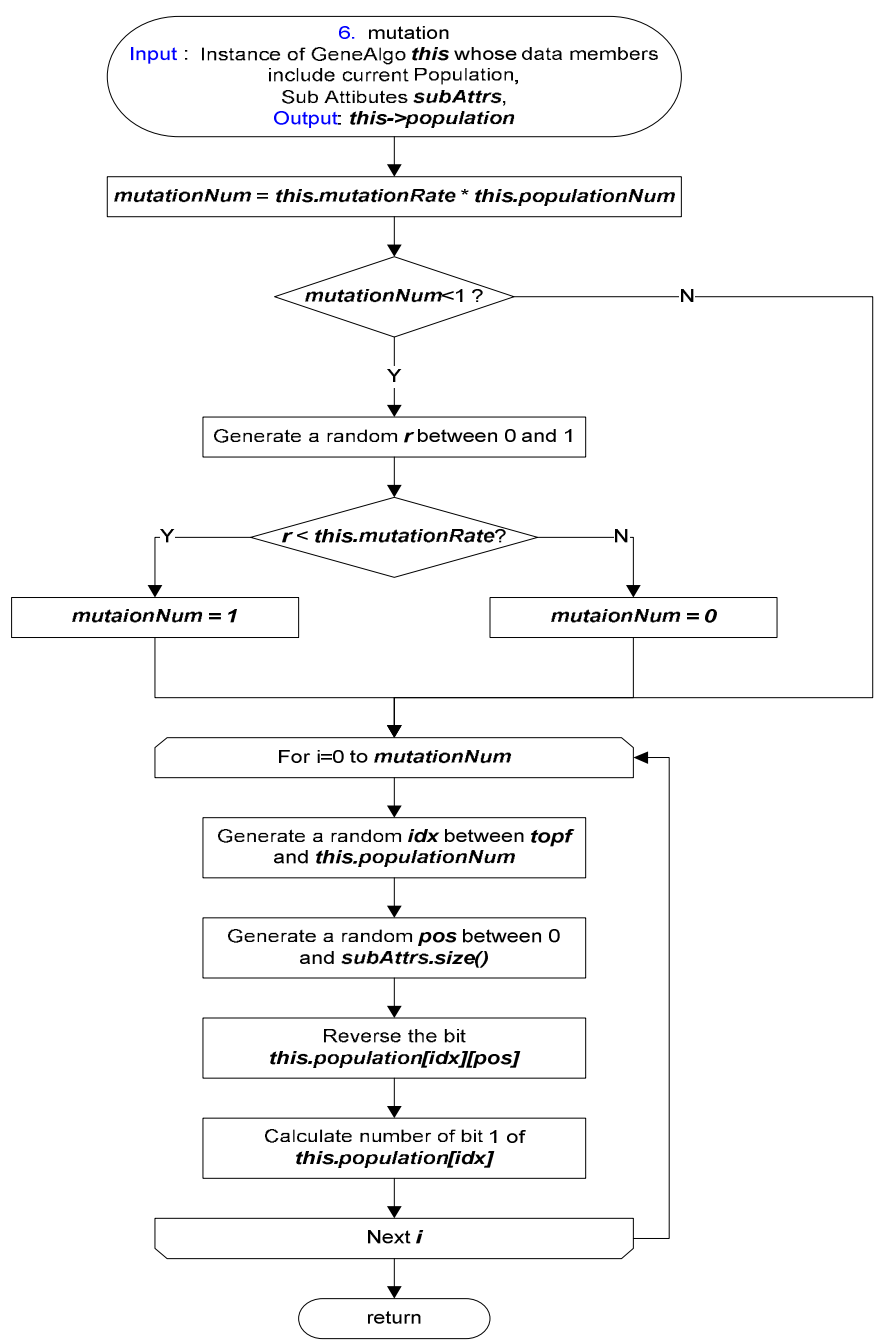 6. mutation
Input : Instance of GeneAlgo this whose data members
include current Population,
Sub Attibutes subAttrs,
Output: this->population
mutationNum = this.mutationRate * this.populationNum
mutationNum<1 ?
N
Y
Generate a random r between 0 and 1
r < this.mutationRate?
Y
N
mutaionNum = 1
mutaionNum = 0
For i=0 to mutationNum
Generate a random idx between topf
and this.populationNum
Generate a random pos between 0
and subAttrs.size()
Reverse the bit
this.population[idx][pos]
Calculate number of bit 1 of
this.population[idx]
Next i
return